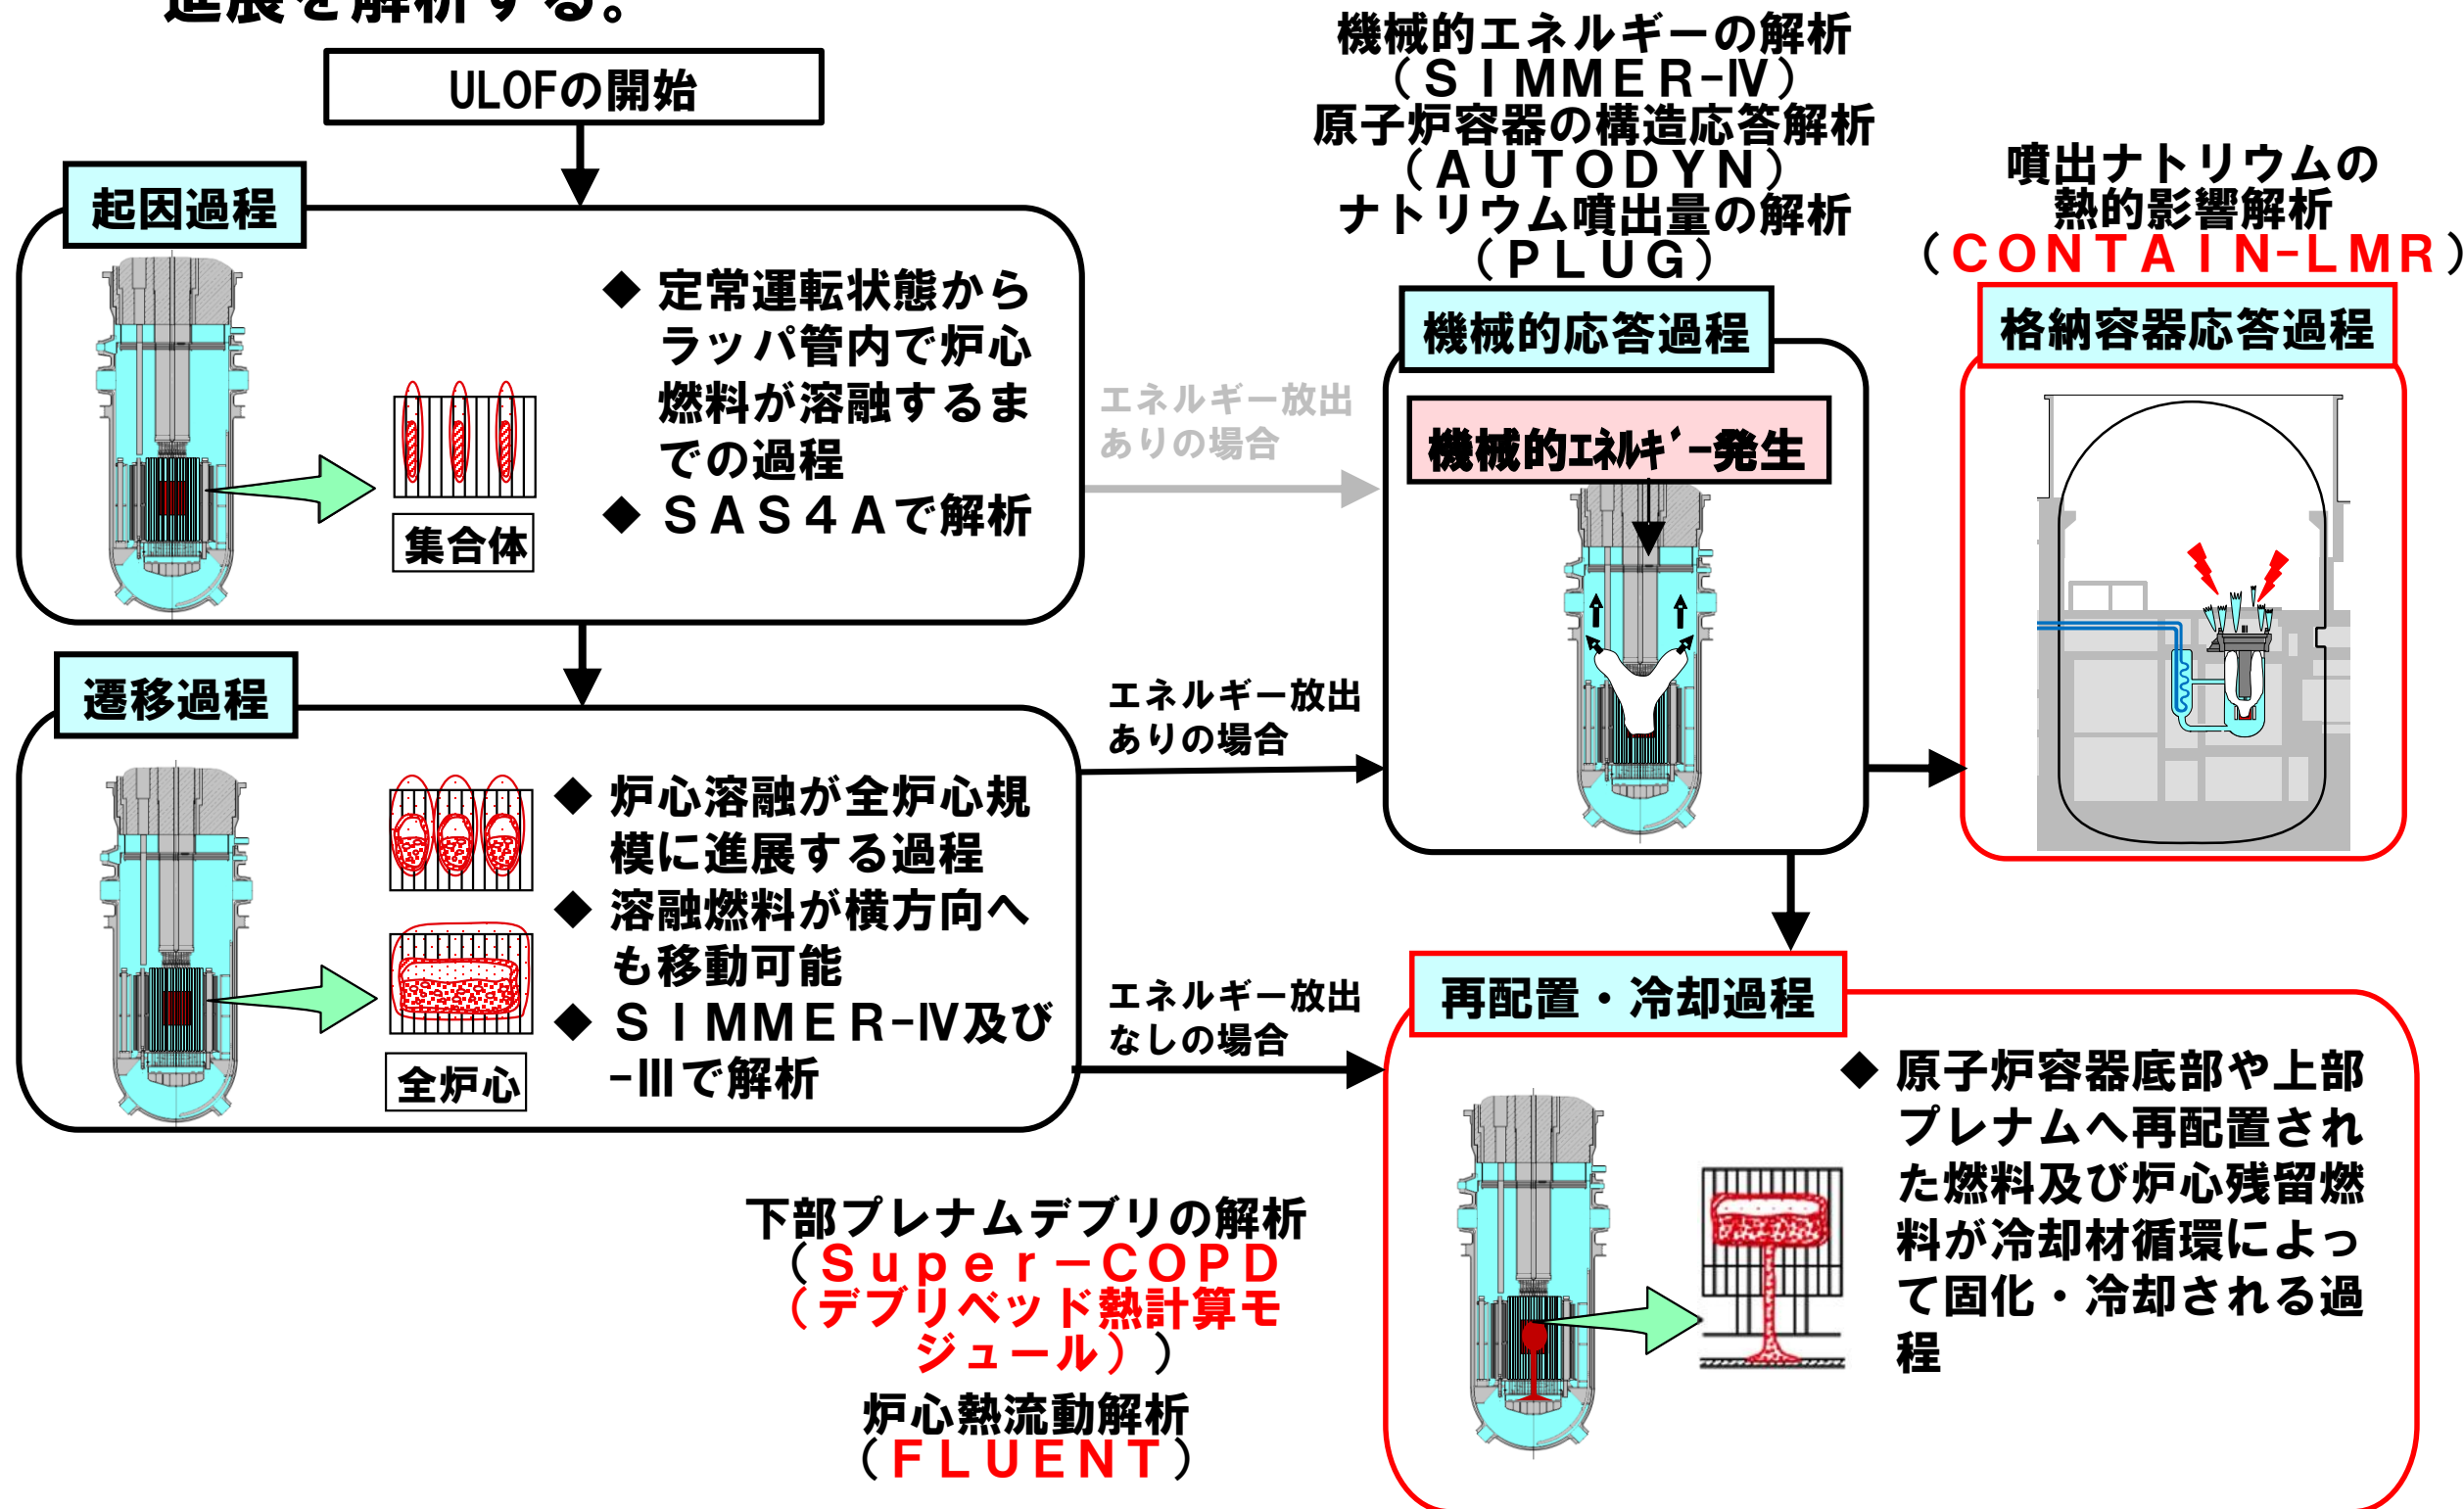 進展を解析する。
ULOFの開始
起因過程
◆ 定常運転状態から
ラッパ管内で炉心
燃料が溶融するま
での過程
◆ ＳＡＳ４Ａで解析
集合体
エネルギー放出
ありの場合
遷移過程
◆ 炉心溶融が全炉心規
模に進展する過程
◆ 溶融燃料が横方向へ
も移動可能
◆ ＳＩＭＭＥＲ−Ⅳ及び
−Ⅲで解析
全炉心
エネルギー放出
ありの場合
エネルギー放出
なしの場合
機械的エネルギーの解析
（ＳＩＭＭＥＲ−Ⅳ）
原子炉容器の構造応答解析
（ＡＵＴＯＤＹＮ）
ナトリウム噴出量の解析
（ＰＬＵＧ）
機械的応答過程
機械的ｴﾈﾙｷﾞｰ発生
噴出ナトリウムの
熱的影響解析
（ＣＯＮＴＡＩＮ−ＬＭＲ）
格納容器応答過程
再配置・冷却過程
◆ 原子炉容器底部や上部
プレナムへ再配置され
た燃料及び炉心残留燃
料が冷却材循環によっ
て固化・冷却される過
程
下部プレナムデブリの解析
（Ｓｕｐｅｒ－ＣＯＰＤ
（デブリベッド熱計算モ
ジュール））
炉心熱流動解析
（ＦＬＵＥＮＴ）